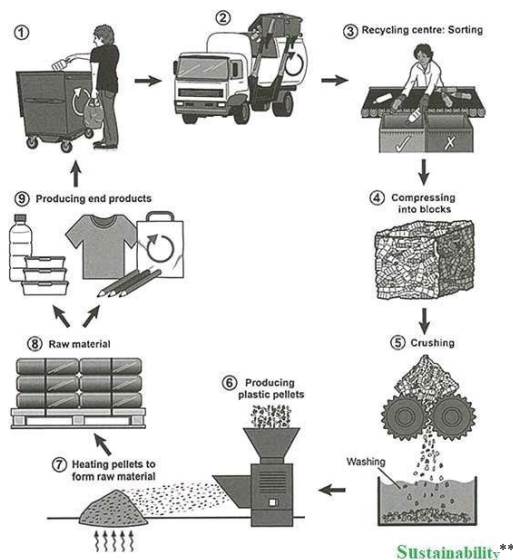 ①
②
③ Recycling centre: Sorting
④ Compressing
into blocks
⑤ Crushing
Washing
⑥ Producing
plastic pellets
⑦ Heating pellets to
form raw material
⑧ Raw material
⑨ Producing end products
Sustainability**